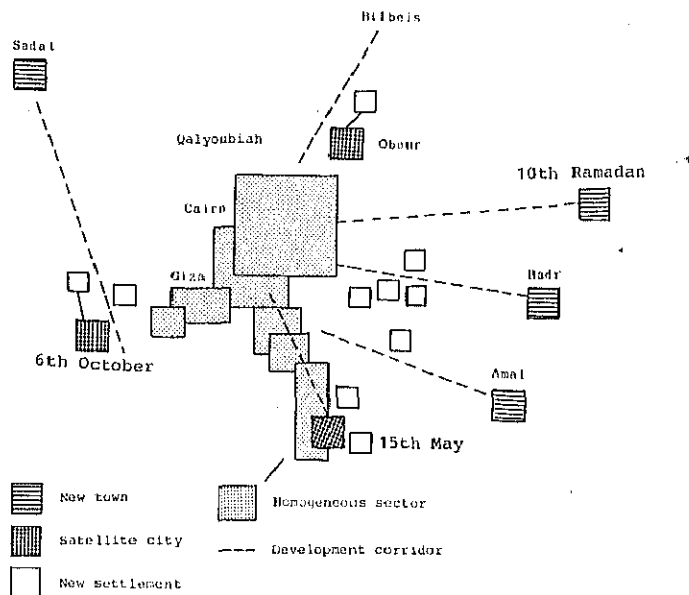 Bilbeis
Sadat
Qalyoubiah
Obour
10th Ramadan
Cairo
Giza
Badr
6th October
Amal
15th May
New town
Homogeneous sector
Satellite city
Development corridor
New settlement